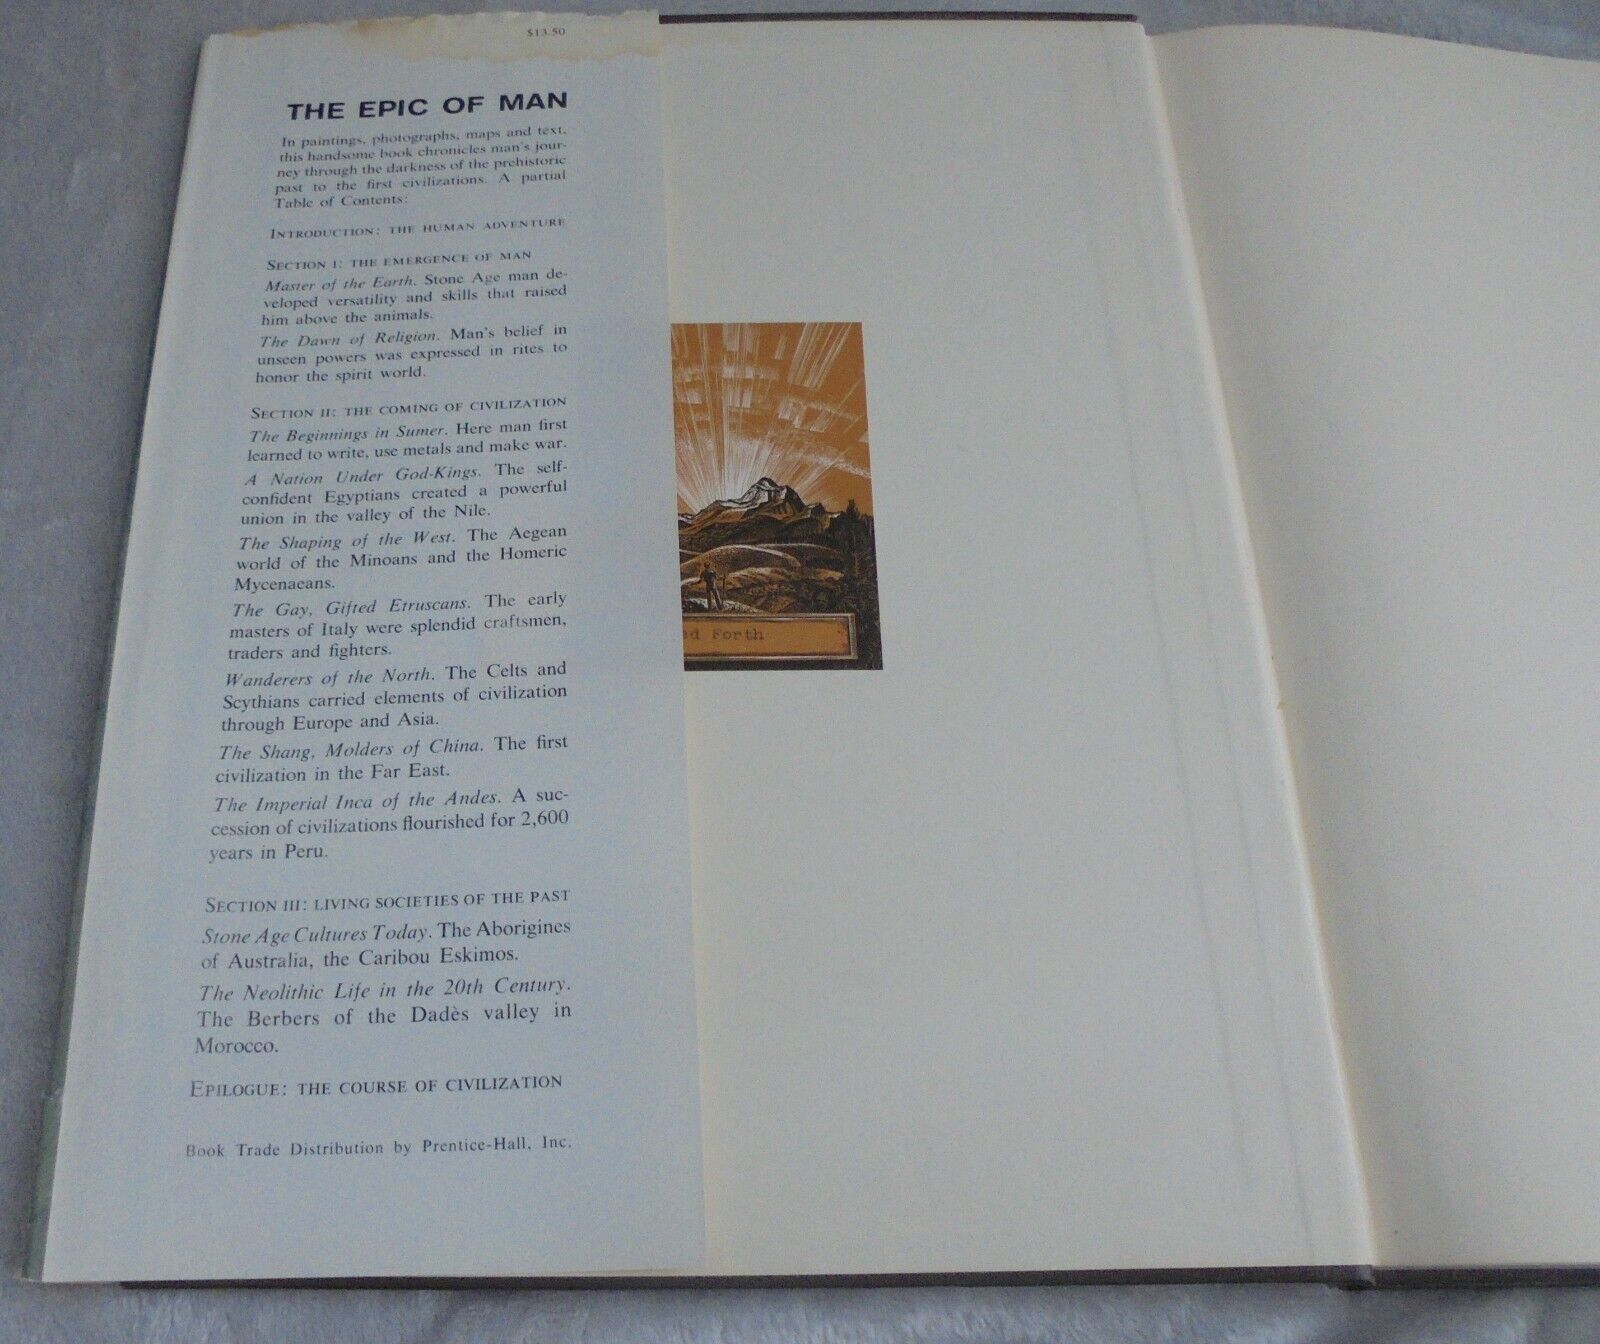 $13.50
THE EPIC OF MAN
In paintings, photographs, maps and text,
this handsome book chronicles man's jour-
ney through the darkness of the prehistoric
past to the first civilizations. A partial
Table of Contents:
INTRODUCTION: THE HUMAN ADVENTURE
SECTION I: THE EMERGENCE OF MAN
Master of the Earth. Stone Age man de-
veloped versatility and skills that raised
him above the animals.
The Dawn of Religion. Man's belief in
unseen powers was expressed in rites to
honor the spirit world.
SECTION II: THE COMING OF CIVILIZATION
The Beginnings in Sumer. Here man first
learned to write, use metals and make war.
A Nation Under God-Kings. The self-
confident Egyptians created a powerful
union in the valley of the Nile.
The Shaping of the West. The Aegean
world of the Minoans and the Homeric
Mycenaeans.
The Gay, Gifted Etruscans. The early
masters of Italy were splendid craftsmen,
traders and fighters.
Wanderers of the North. The Celts and
Scythians carried elements of civilization
through Europe and Asia.
The Shang, Molders of China. The first
civilization in the Far East.
The Imperial Inca of the Andes. A suc-
cession of civilizations flourished for 2,600
years in Peru.
SECTION III: LIVING SOCIETIES OF THE PAST
Stone Age Cultures Today. The Aborigines
of Australia, the Caribou Eskimos.
The Neolithic Life in the 20th Century.
The Berbers of the Dadès valley in
Morocco.
EPILOGUE: THE COURSE OF CIVILIZATION
Book Trade Distribution by Prentice-Hall, Inc.
Forth